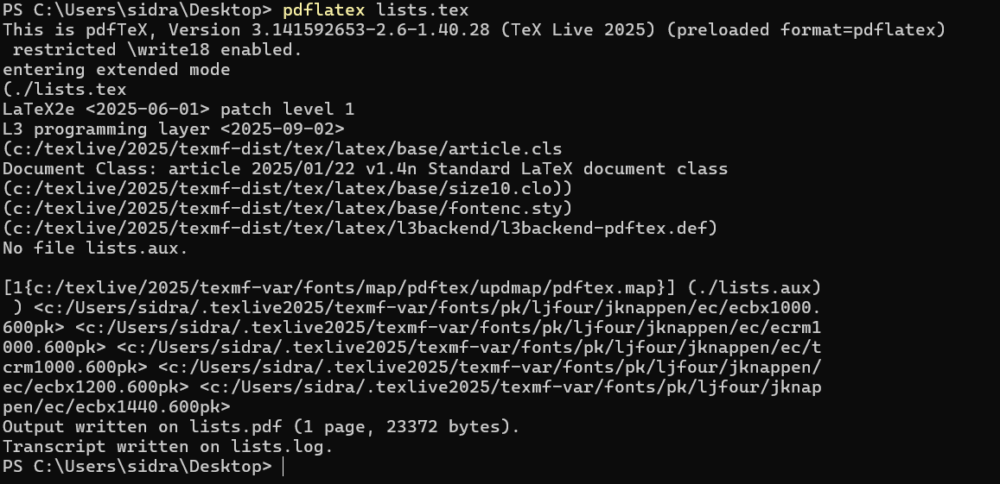 PS C:\Users\sidra\Desktop> pdflatex lists.tex
This is pdfTeX, Version 3.141592653-2.6-1.40.28 (TeX Live 2025) (preloaded format=pdflatex)
 restricted \write18 enabled.
entering extended mode
(./lists.tex
LaTeX2e <2025-06-01> patch level 1
L3 programming layer <2025-09-02>
(c:/texlive/2025/texmf-dist/tex/latex/base/article.cls
Document Class: article 2025/01/22 v1.4n Standard LaTeX document class
(c:/texlive/2025/texmf-dist/tex/latex/base/size10.clo))
(c:/texlive/2025/texmf-dist/tex/latex/base/fontenc.sty)
(c:/texlive/2025/texmf-dist/tex/latex/l3backend/l3backend-pdftex.def)
No file lists.aux.

[1{c:/texlive/2025/texmf-var/fonts/map/pdftex/updmap/pdftex.map}] (./lists.aux)
 ) <c:/Users/sidra/.texlive2025/texmf-var/fonts/pk/ljfour/jknappen/ec/ecbx1000.
600pk> <c:/Users/sidra/.texlive2025/texmf-var/fonts/pk/ljfour/jknappen/ec/ecrm1
000.600pk> <c:/Users/sidra/.texlive2025/texmf-var/fonts/pk/ljfour/jknappen/ec/t
crm1000.600pk> <c:/Users/sidra/.texlive2025/texmf-var/fonts/pk/ljfour/jknappen/
ec/ecbx1200.600pk> <c:/Users/sidra/.texlive2025/texmf-var/fonts/pk/ljfour/jknap
pen/ec/ecbx1440.600pk>
Output written on lists.pdf (1 page, 23372 bytes).
Transcript written on lists.log.
PS C:\Users\sidra\Desktop>